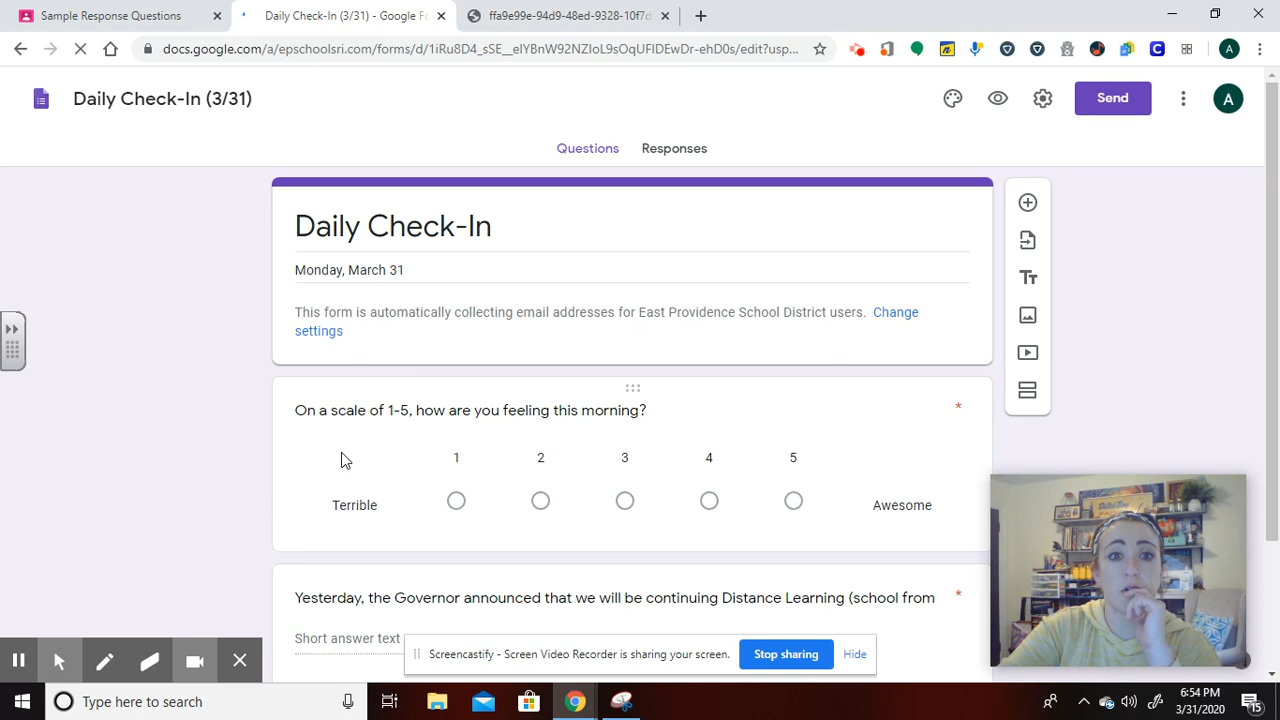 Sample Response Questions
Daily Check-In (3/31) - Google Fo
ffa9e99e-94d9-48ed-9328-10f7d
docs.google.com/a/epschoolsri.com/forms/d/1iRu8D4_sSE__eIYBnW92NZIoL9sOqUFIDEwDr-ehD0s/edit?usp...
A
Daily Check-In (3/31)
Send
A
Questions
Responses
Daily Check-In
Monday, March 31
This form is automatically collecting email addresses for East Providence School District users. Change
settings
On a scale of 1-5, how are you feeling this morning? *
1 2 3 4 5
Terrible
Awesome
Yesterday, the Governor announced that we will be continuing Distance Learning (school from *
Short answer text
Screencastify - Screen Video Recorder is sharing your screen.
Stop sharing
Hide
Type here to search
6:54 PM
3/31/2020
15